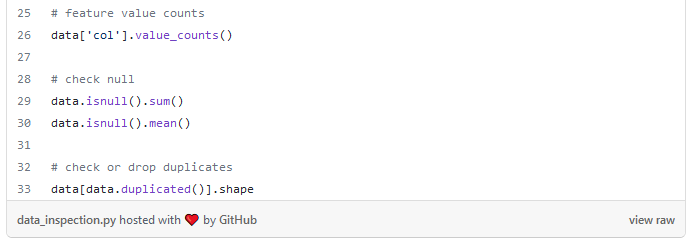 25 # feature value counts
26 data['col'].value_counts()
27
28 # check null
29 data.isnull().sum()
30 data.isnull().mean()
31
32 # check or drop duplicates
33 data[data.duplicated()].shape
data_inspection.py hosted with ❤ by GitHub view raw